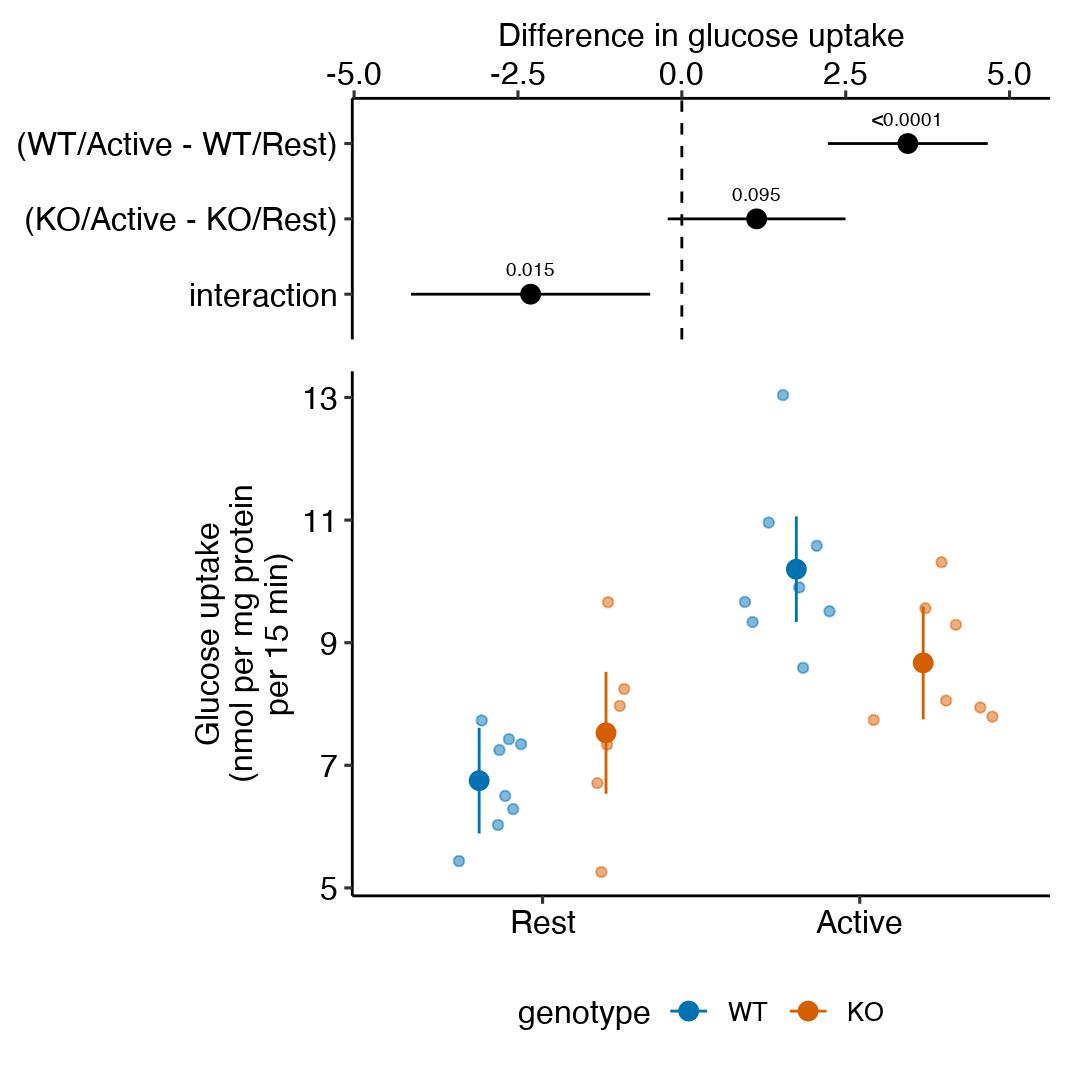 Difference in glucose uptake
-5.0 -2.5 0.0 2.5 5.0
<0.0001
(WT/Active - WT/Rest)
0.095
(KO/Active - KO/Rest)
0.015
interaction
13
11
9
7
5
Glucose uptake
(nmol per mg protein
per 15 min)
Rest Active
genotype WT KO